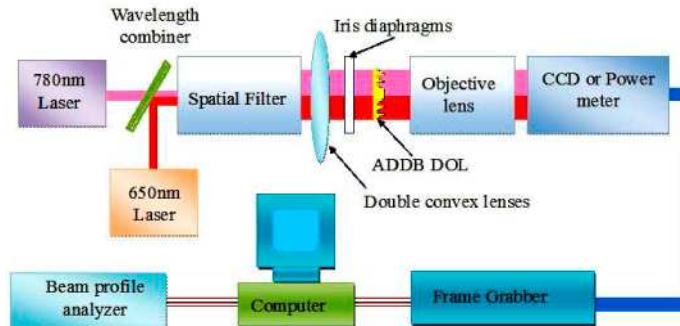 Wavelength
combiner
Iris diaphragms
780nm
Laser
Spatial Filter
Objective
lens
CCD or Power
meter
ADDB DOL
Double convex lenses
650nm
Laser
Beam profile
analyzer
Computer
Frame Grabber